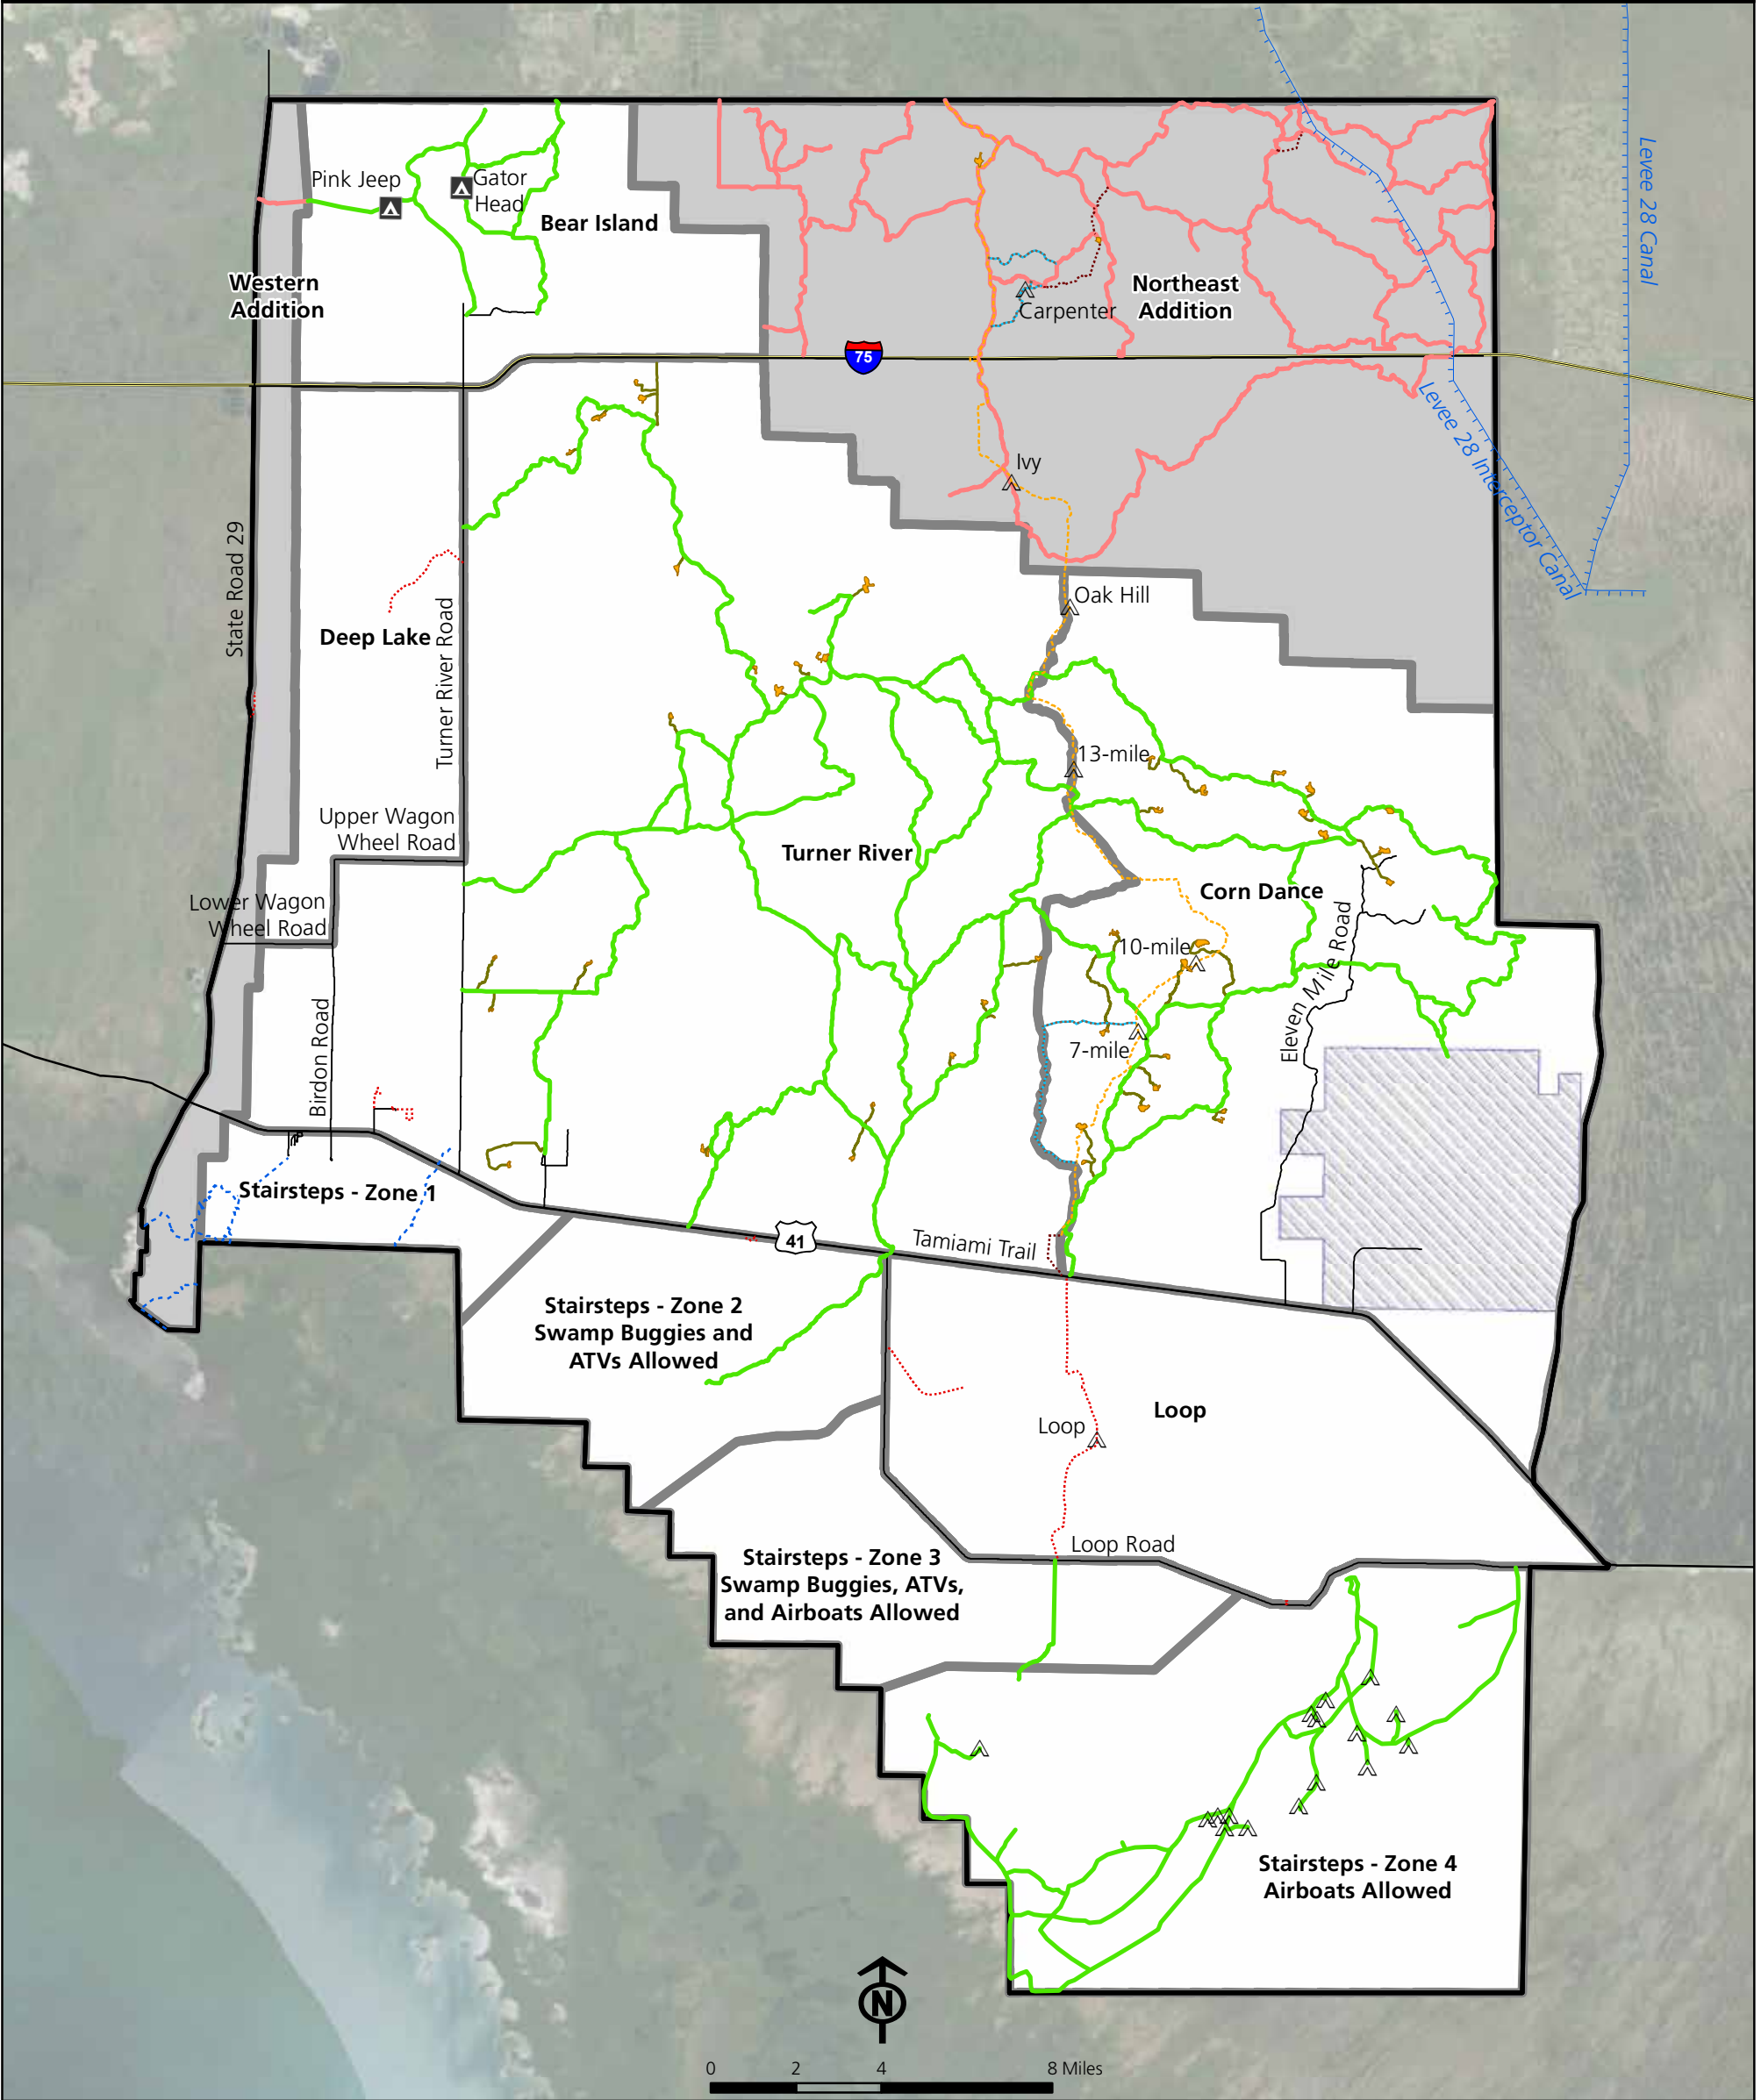 Levee 28 Canal
Pink Jeep
Gator
Head
Bear Island
Western
Addition
Northeast
Addition
Carpenter
75
Levee 28 Interceptor Canal
Ivy
State Road 29
Oak Hill
Deep Lake
Turner River Road
13-mile
Upper Wagon
Wheel Road
Turner River
Corn Dance
Lower Wagon
Wheel Road
10-mile
Eleven Mile Road
Birdon Road
7-mile
Stairsteps - Zone 1
41
Tamiami Trail
Stairsteps - Zone 2
Swamp Buggies and
ATVs Allowed
Loop
Loop
Loop Road
Stairsteps - Zone 3
Swamp Buggies, ATVs,
and Airboats Allowed
Stairsteps - Zone 4
Airboats Allowed
N
0 2 4 8 Miles